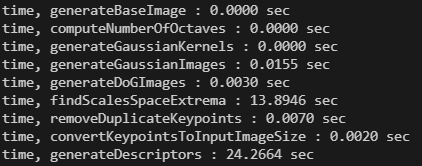 time, generateBaseImage : 0.0000 sec
time, computeNumberOfOctaves : 0.0000 sec
time, generateGaussianKernels : 0.0000 sec
time, generateGaussianImages : 0.0155 sec
time, generateDoGImages : 0.0030 sec
time, findScalesSpaceExtrema : 13.8946 sec
time, removeDuplicateKeypoints : 0.0070 sec
time, convertKeypointsToInputImageSize : 0.0020 sec
time, generateDescriptors : 24.2664 sec